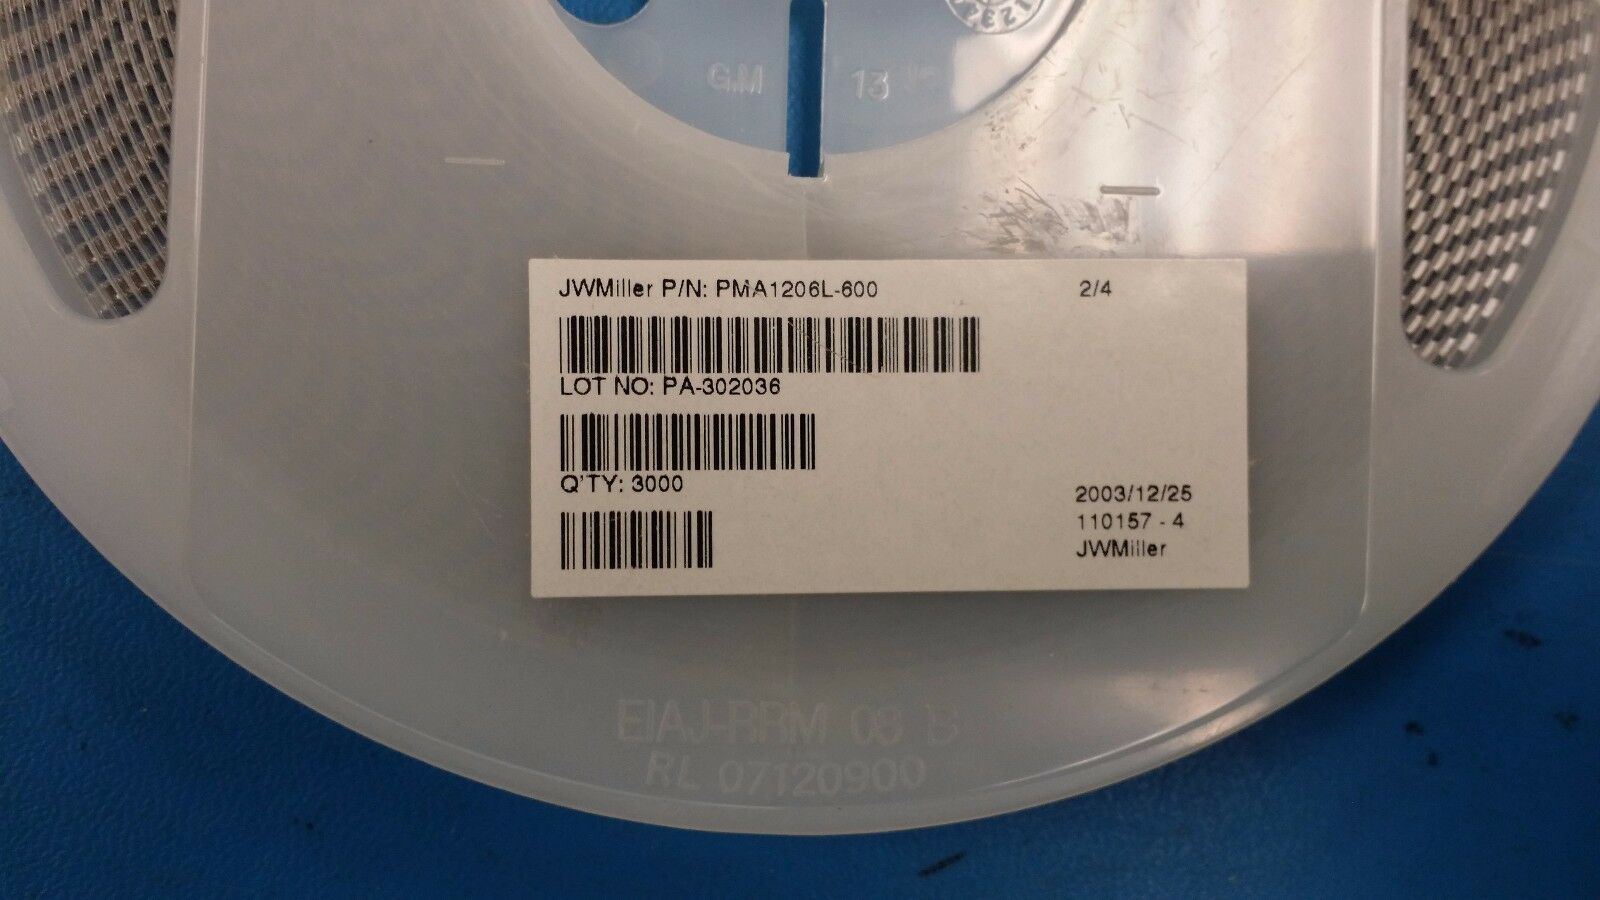 G.M 13
JWMiller P/N: PMA1206L-600 2/4
LOT NO: PA-302036
Q'TY: 3000
2003/12/25
110157 - 4
JWMiller
EIAJ-RRM 08 B
RL 07120900